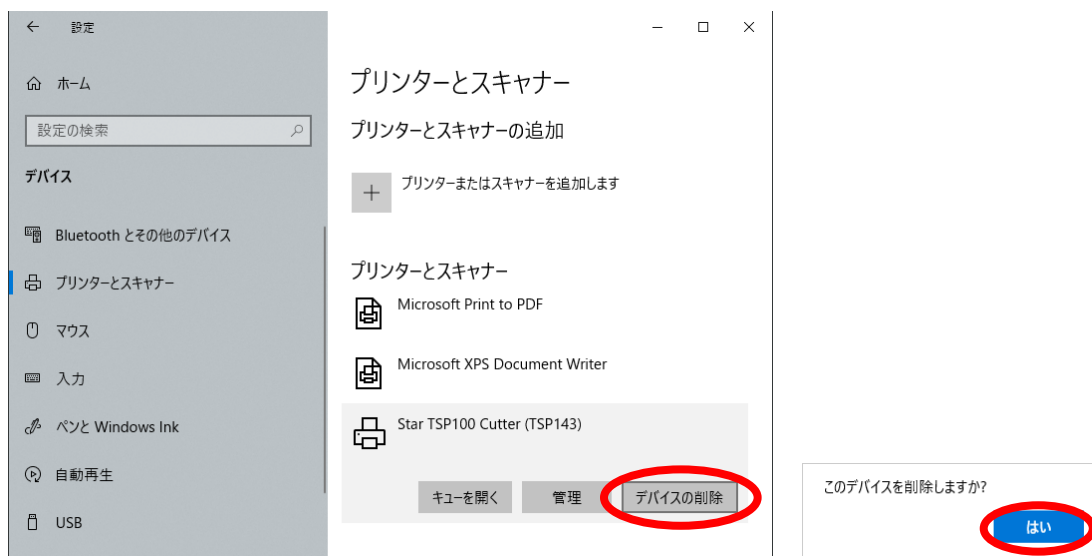 設定
ホーム
設定の検索
デバイス
Bluetooth とその他のデバイス
プリンターとスキャナー
マウス
入力
ペンと Windows Ink
自動再生
USB
プリンターとスキャナー
プリンターとスキャナーの追加
プリンターまたはスキャナーを追加します
プリンターとスキャナー
Microsoft Print to PDF
Microsoft XPS Document Writer
Star TSP100 Cutter (TSP143)
キューを開く 管理 デバイスの削除
このデバイスを削除しますか?
はい